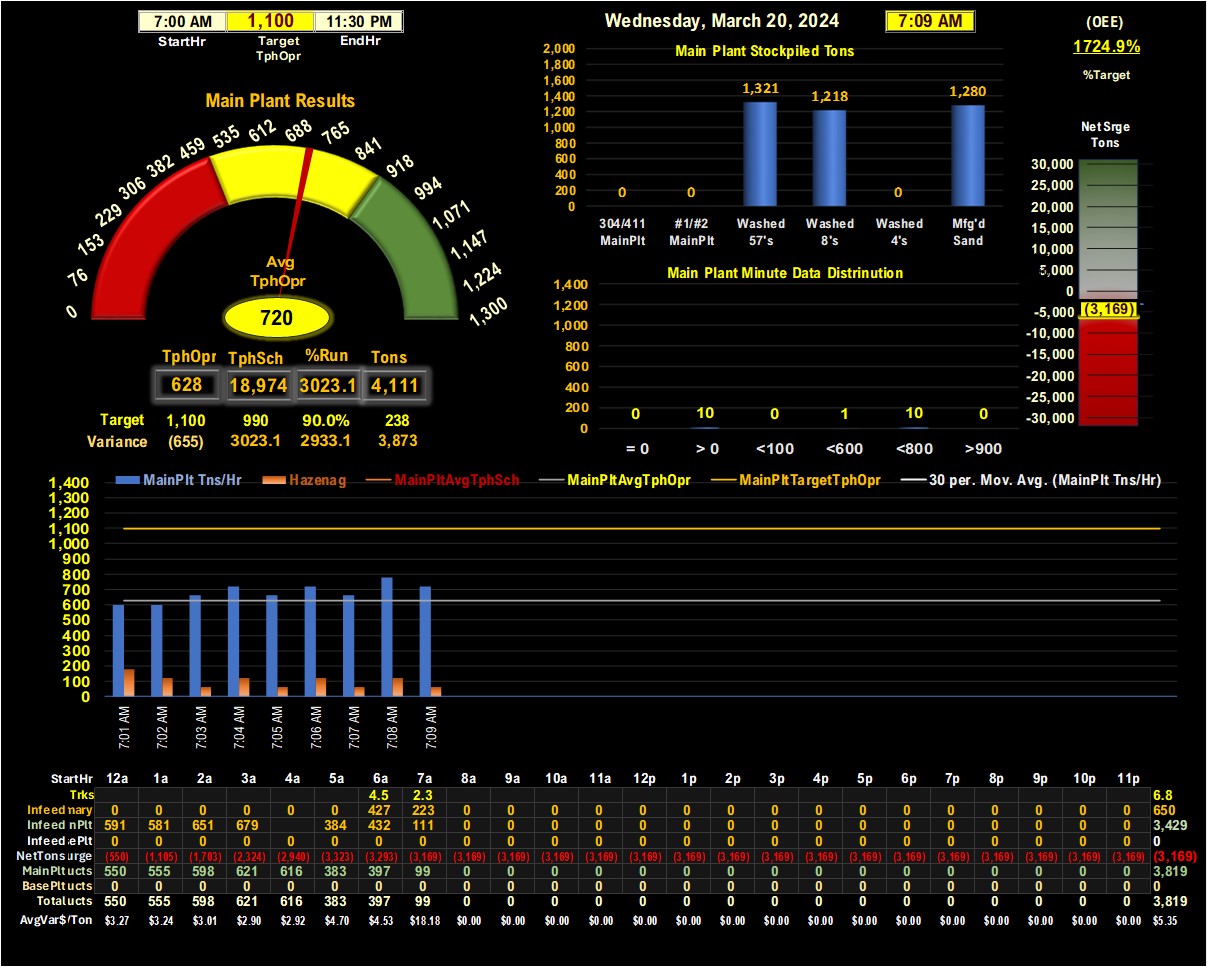 7:00 AM 1,100 11:30 PM
StartHr Target TphOpr EndHr
Wednesday, March 20, 2024 7:09 AM
(OEE)
1724.9%
%Target
Main Plant Results
0 76 153 229 306 382 459 535 612 688 765 841 918 994 1,071 1,147 1,224 1,300
Avg
TphOpr
720
TphOpr TphSch %Run Tons
628 18,974 3023.1 4,111
Target 1,100 990 90.0% 238
Variance (655) 3023.1 2933.1 3,873
Main Plant Stockpiled Tons
2,000
1,800
1,600
1,400
1,200
1,000
800
600
400
200
0
0 0 1,321 1,218 0 1,280
304/411 #1/#2 Washed Washed Washed Mfg'd
MainPlt MainPlt 57's 8's 4's Sand
Main Plant Minute Data Distrinution
1,400
1,200
1,000
800
600
400
200
0
0 10 0 1 10 0
= 0 > 0 <100 <600 <800 >900
Net Srge
Tons
30,000
25,000
20,000
15,000
10,000
5,000
0
-5,000
(3,169)
-10,000
-15,000
-20,000
-25,000
-30,000
MainPlt Tns/Hr Hazenag MainPltAvgTphSch MainPltAvgTphOpr MainPltTargetTphOpr 30 per. Mov. Avg. (MainPlt Tns/Hr)
1,400
1,300
1,200
1,100
1,000
900
800
700
600
500
400
300
200
100
0
7:01 AM 7:02 AM 7:03 AM 7:04 AM 7:05 AM 7:06 AM 7:07 AM 7:08 AM 7:09 AM
StartHr 12a 1a 2a 3a 4a 5a 6a 7a 8a 9a 10a 11a 12p 1p 2p 3p 4p 5p 6p 7p 8p 9p 10p 11p
Trks 4.5 2.3 6.8
Infeed nary 0 0 0 0 0 0 427 223 0 0 0 0 0 0 0 0 0 0 0 0 0 0 0 0 650
Infeed nPlt 591 581 651 679 384 432 111 0 0 0 0 0 0 0 0 0 0 0 0 0 0 0 0 3,429
Infeed ePlt 0 0 0 0 0 0 0 0 0 0 0 0 0 0 0 0 0 0 0 0 0 0 0 0 0
NetTons urge (550) (1,105) (1,703) (2,324) (2,940) (3,323) (3,293) (3,169) (3,169) (3,169) (3,169) (3,169) (3,169) (3,169) (3,169) (3,169) (3,169) (3,169) (3,169) (3,169) (3,169) (3,169) (3,169) (3,169) (3,169)
MainPlt ucts 550 555 598 621 616 383 397 99 0 0 0 0 0 0 0 0 0 0 0 0 0 0 0 0 3,819
BasePlt ucts 0 0 0 0 0 0 0 0 0 0 0 0 0 0 0 0 0 0 0 0 0 0 0 0 0
Total ucts 550 555 598 621 616 383 397 99 0 0 0 0 0 0 0 0 0 0 0 0 0 0 0 0 3,819
AvgVar$/Ton $3.27 $3.24 $3.01 $2.90 $2.92 $4.70 $4.53 $18.18 $0.00 $0.00 $0.00 $0.00 $0.00 $0.00 $0.00 $0.00 $0.00 $0.00 $0.00 $0.00 $0.00 $0.00 $0.00 $0.00 $5.35